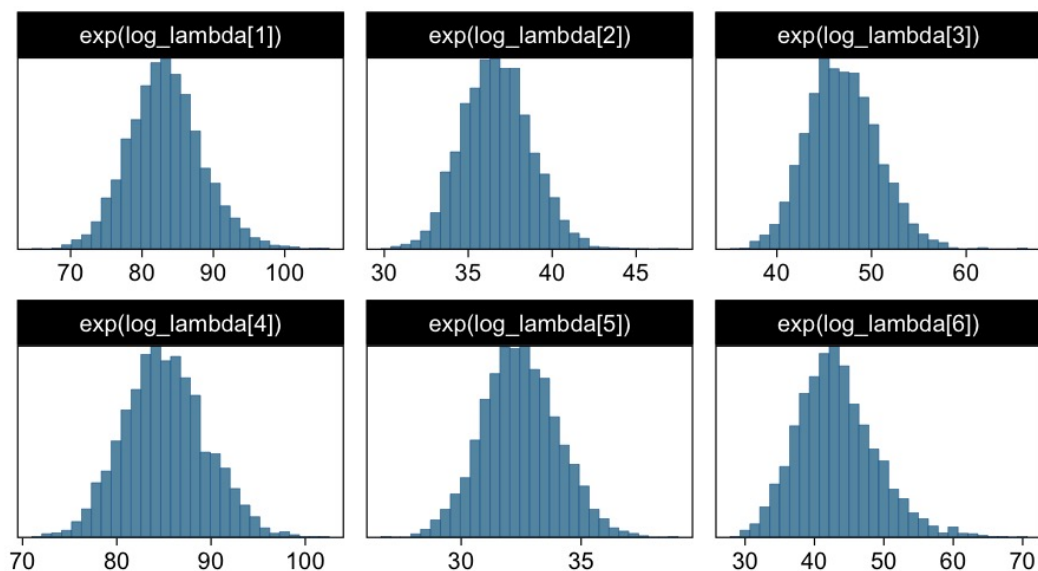 exp(log_lambda[1]) exp(log_lambda[2]) exp(log_lambda[3])
70 80 90 100 30 35 40 45 40 50 60
exp(log_lambda[4]) exp(log_lambda[5]) exp(log_lambda[6])
70 80 90 100 30 35 30 40 50 60 70